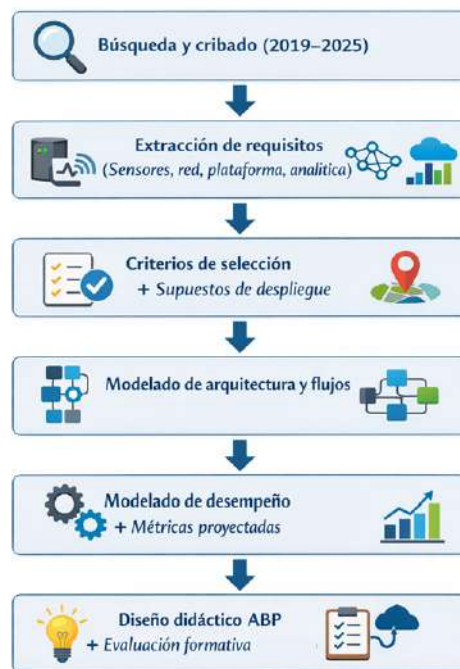 Búsqueda y cribado (2019–2025)
Extracción de requisitos
(Sensores, red, plataforma, analítica)
Criterios de selección
+ Supuestos de despliegue
Modelado de arquitectura y flujos
Modelado de desempeño
+ Métricas proyectadas
Diseño didáctico ABP
+ Evaluación formativa